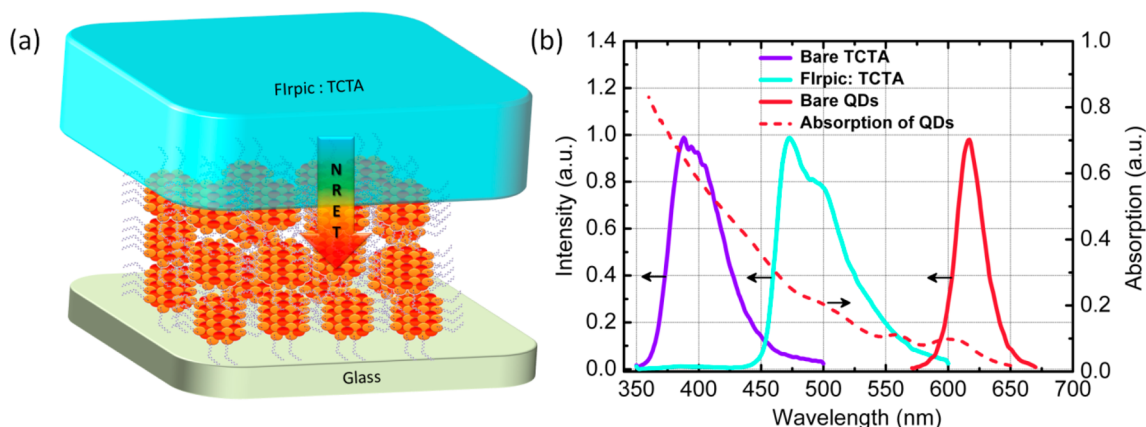 (a)
FIrpic : TCTA
N
R
E
T
Glass
(b)
Bare TCTA
FIrpic: TCTA
Bare QDs
Absorption of QDs
Intensity (a.u.)
1.4
1.2
1.0
0.8
0.6
0.4
0.2
0.0
350 400 450 500 550 600 650 700
Wavelength (nm)
1.0
0.8
0.6
0.4
0.2
0.0
Absorption (a.u.)